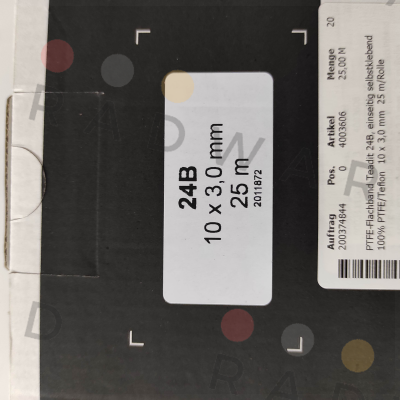 24B
10 x 3,0 mm
25 m
2011872
Auftrag Pos. Artikel Menge
200374844 0 4003606 25,00 M 20
PTFE-Flachband Teadit 24B, einseitig selbstklebend
100% PTFE/Teflon 10 x 3,0 mm 25 m/Rolle